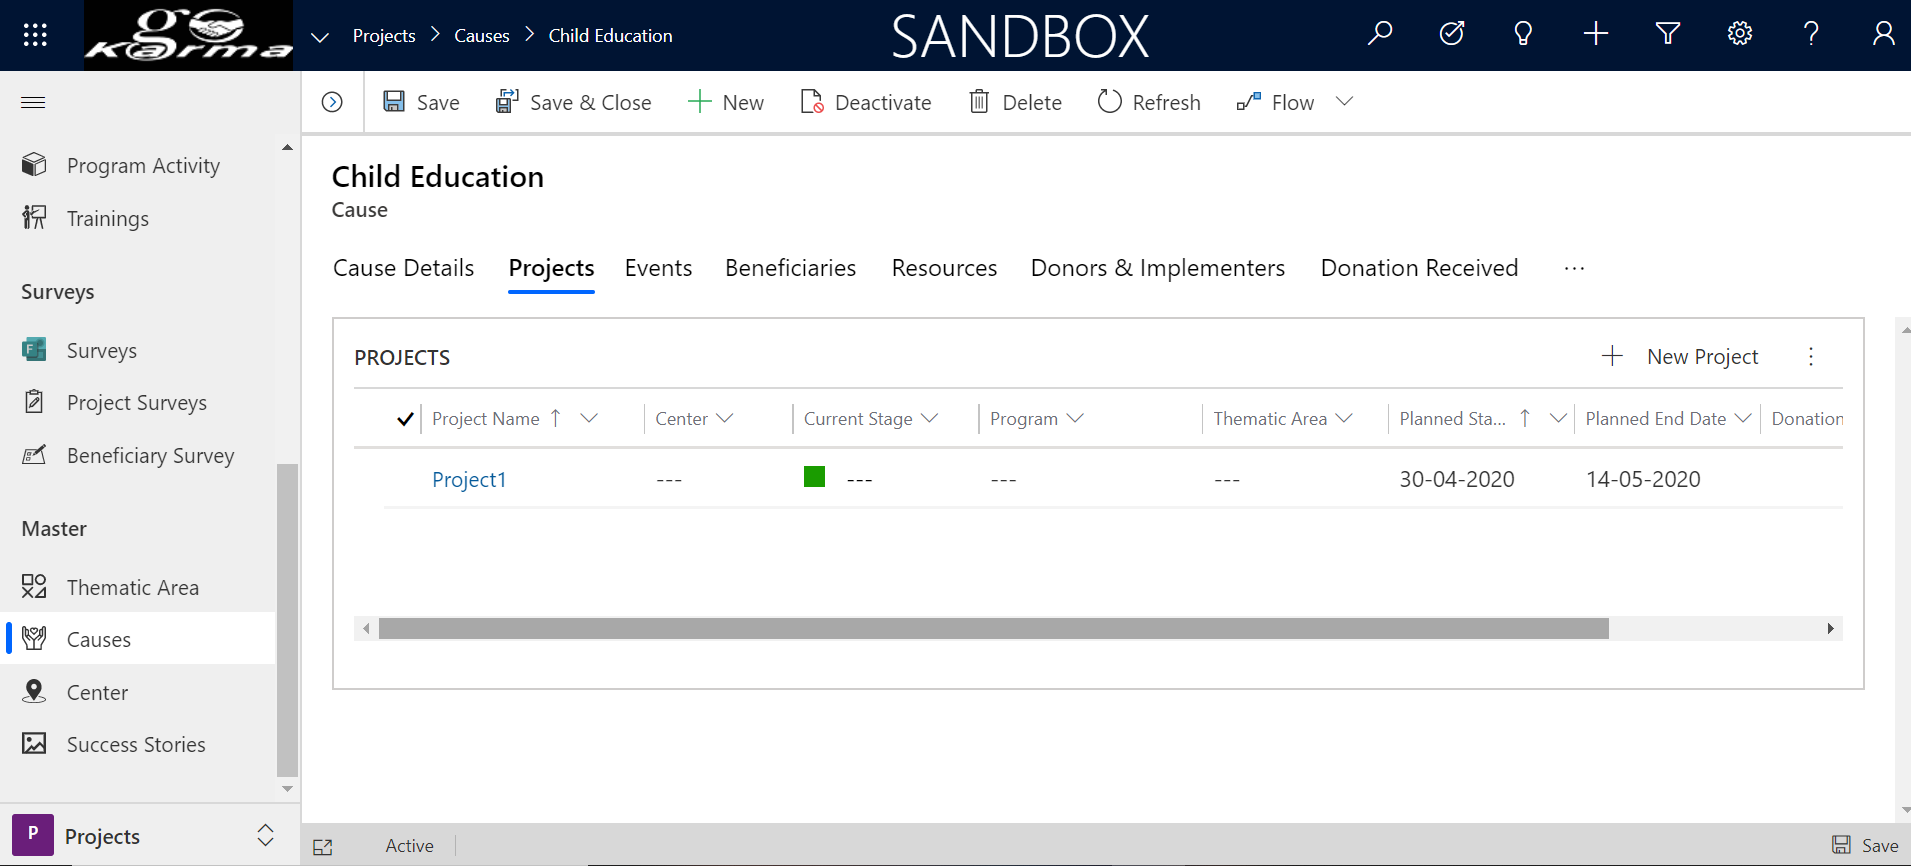 go karma
Projects > Causes > Child Education
SANDBOX
Save
Save & Close
New
Deactivate
Delete
Refresh
Flow
Program Activity
Trainings
Surveys
Surveys
Project Surveys
Beneficiary Survey
Master
Thematic Area
Causes
Center
Success Stories
P Projects
Child Education
Cause
Cause Details Projects Events Beneficiaries Resources Donors & Implementers Donation Received ...
PROJECTS
+ New Project
Project Name Center Current Stage Program Thematic Area Planned Sta... Planned End Date Donation
Project1 --- --- --- --- 30-04-2020 14-05-2020
Active
Save